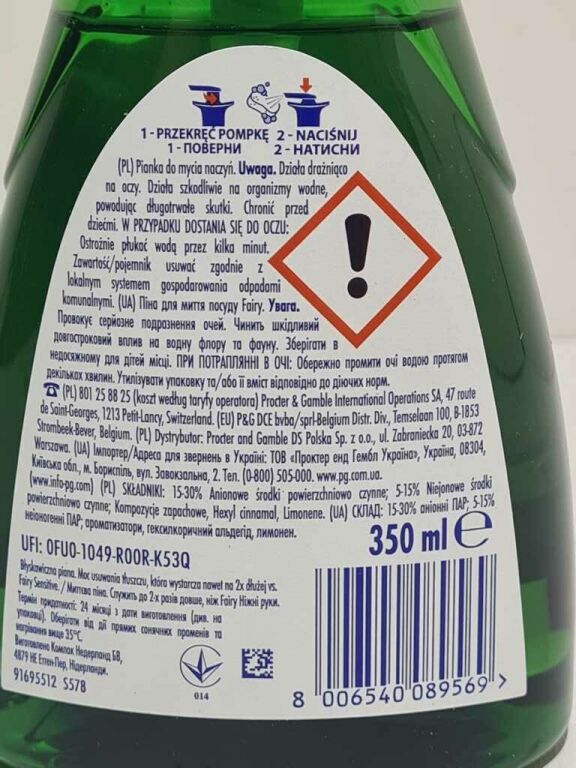 1 - PRZEKRĘĆ POMPKĘ 2 - NACIŚNIJ
1 - ПОВЕРНИ 2 - НАТИСНИ
(PL) Pianka do mycia naczyń. Uwaga. Działa drażniąco
na oczy. Działa szkodliwie na organizmy wodne,
powodując długotrwałe skutki. Chronić przed
dziećmi. W PRZYPADKU DOSTANIA SIĘ DO OCZU:
Ostrożnie płukać wodą przez kilka minut.
Zawartość/pojemnik usuwać zgodnie z
lokalnym systemem gospodarowania odpadami
komunalnymi. (UA) Піна для миття посуду Fairy. Увага.
Провокує серйозне подразнення очей. Чинить шкідливий
довгостроковий вплив на водну флору та фауну. Зберігати в
недосяжному для дітей місці. ПРИ ПОТРАПЛЯННІ В ОЧІ: Обережно промити очі водою протягом
декількох хвилин. Утилізувати упаковку та/або її вміст відповідно до діючих норм.
(PL) 801 25 88 25 (koszt według taryfy operatora) Procter & Gamble International Operations SA, 47 route
de Saint-Georges, 1213 Petit-Lancy, Switzerland. (EU) P&G DCE bvba/sprl-Belgium Distr. Div., Temselaan 100, B-1853
Strombeek-Bever, Belgium. (PL) Dystrybutor: Procter and Gamble DS Polska Sp. z o.o., ul. Zabraniecka 20, 03-872
Warszawa. (UA) Імпортер/Адреса для звернень в Україні: ТОВ «Проктер енд Гембл Україна», Україна, 08304,
Київська обл., м. Бориспіль, вул. Завокзальна, 2. Тел. (0-800) 505-000. www.pg.com.ua.
(www.info-pg.com) (PL) SKŁADNIKI: 15-30% Anionowe środki powierzchniowo czynne; 5-15% Niejonowe środki
powierzchniowo czynne; Kompozycje zapachowe, Hexyl cinnamal, Limonene. (UA) СКЛАД: 15-30% аніонні ПАР; 5-15%
неіоногенні ПАР; ароматизатори, гексилкоричний альдегід, лимонен.
350 ml e
UFI: 0FU0-1049-R00R-K53Q
Błyskawiczna piana. Moc usuwania tłuszczu, która wystarcza nawet na 2x dłużej vs.
Fairy Sensitive. / Миттєва піна. Служить до 2-х разів довше, ніж Fairy Ніжні руки.
Термін придатності: 24 місяці з дати виготовлення (див. на
упаковці). Оберігати від дії прямих сонячних променів та
нагрівання вище 35°C.
Виготовлено Компак Недерланд БВ,
4879 НЕ Еттен-Лер, Нідерланди.
91695512 S578
014
8 006540 089569 >